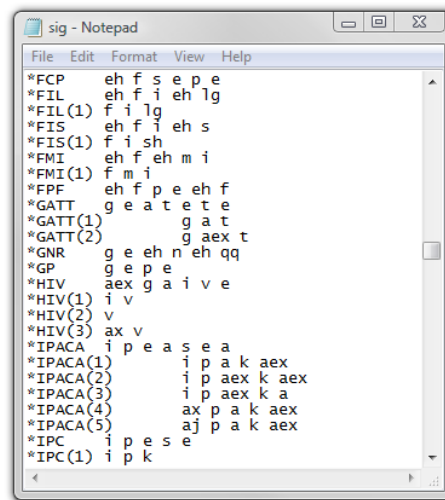 sig - Notepad
File Edit Format View Help
*FCP eh f s e p e
*FIL eh f i eh lg
*FIL(1) f i lg
*FIS eh f i eh s
*FIS(1) f i sh
*FMI eh f eh m i
*FMI(1) f m i
*FPF eh f p e eh f
*GATT g e a t e t e
*GATT(1) g a t
*GATT(2) g aex t
*GNR g e eh n eh qq
*GP g e p e
*HIV aex g a i v e
*HIV(1) i v
*HIV(2) v
*HIV(3) ax v
*IPACA i p e a s e a
*IPACA(1) i p a k aex
*IPACA(2) i p aex k aex
*IPACA(3) i p aex k a
*IPACA(4) ax p a k aex
*IPACA(5) aj p a k aex
*IPC i p e s e
*IPC(1) i p k